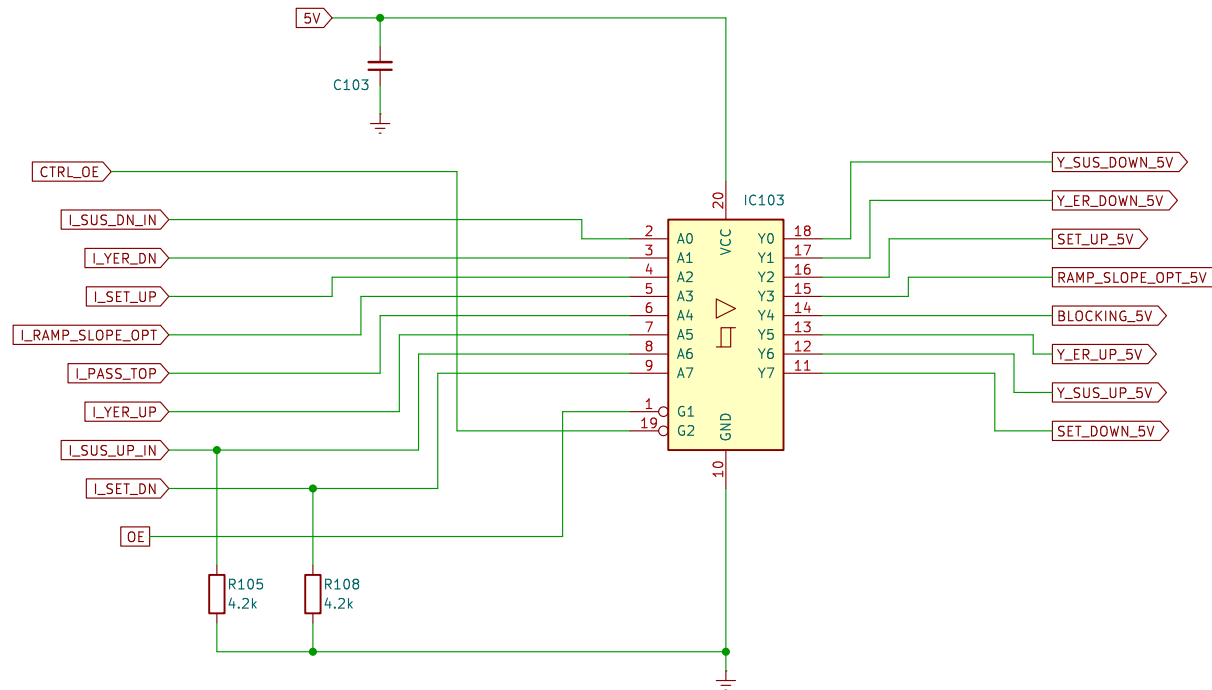 5V
C103
CTRL_OE
I_SUS_DN_IN
I_YER_DN
I_SET_UP
I_RAMP_SLOPE_OPT
I_PASS_TOP
I_YER_UP
I_SUS_UP_IN
I_SET_DN
OE
R105
4.2k
R108
4.2k
IC103
20
VCC
2 A0 Y0 18
3 A1 Y1 17
4 A2 Y2 16
5 A3 Y3 15
6 A4 Y4 14
7 A5 Y5 13
8 A6 Y6 12
9 A7 Y7 11
1 G1
19 G2
GND
10
Y_SUS_DOWN_5V
Y_ER_DOWN_5V
SET_UP_5V
RAMP_SLOPE_OPT_5V
BLOCKING_5V
Y_ER_UP_5V
Y_SUS_UP_5V
SET_DOWN_5V